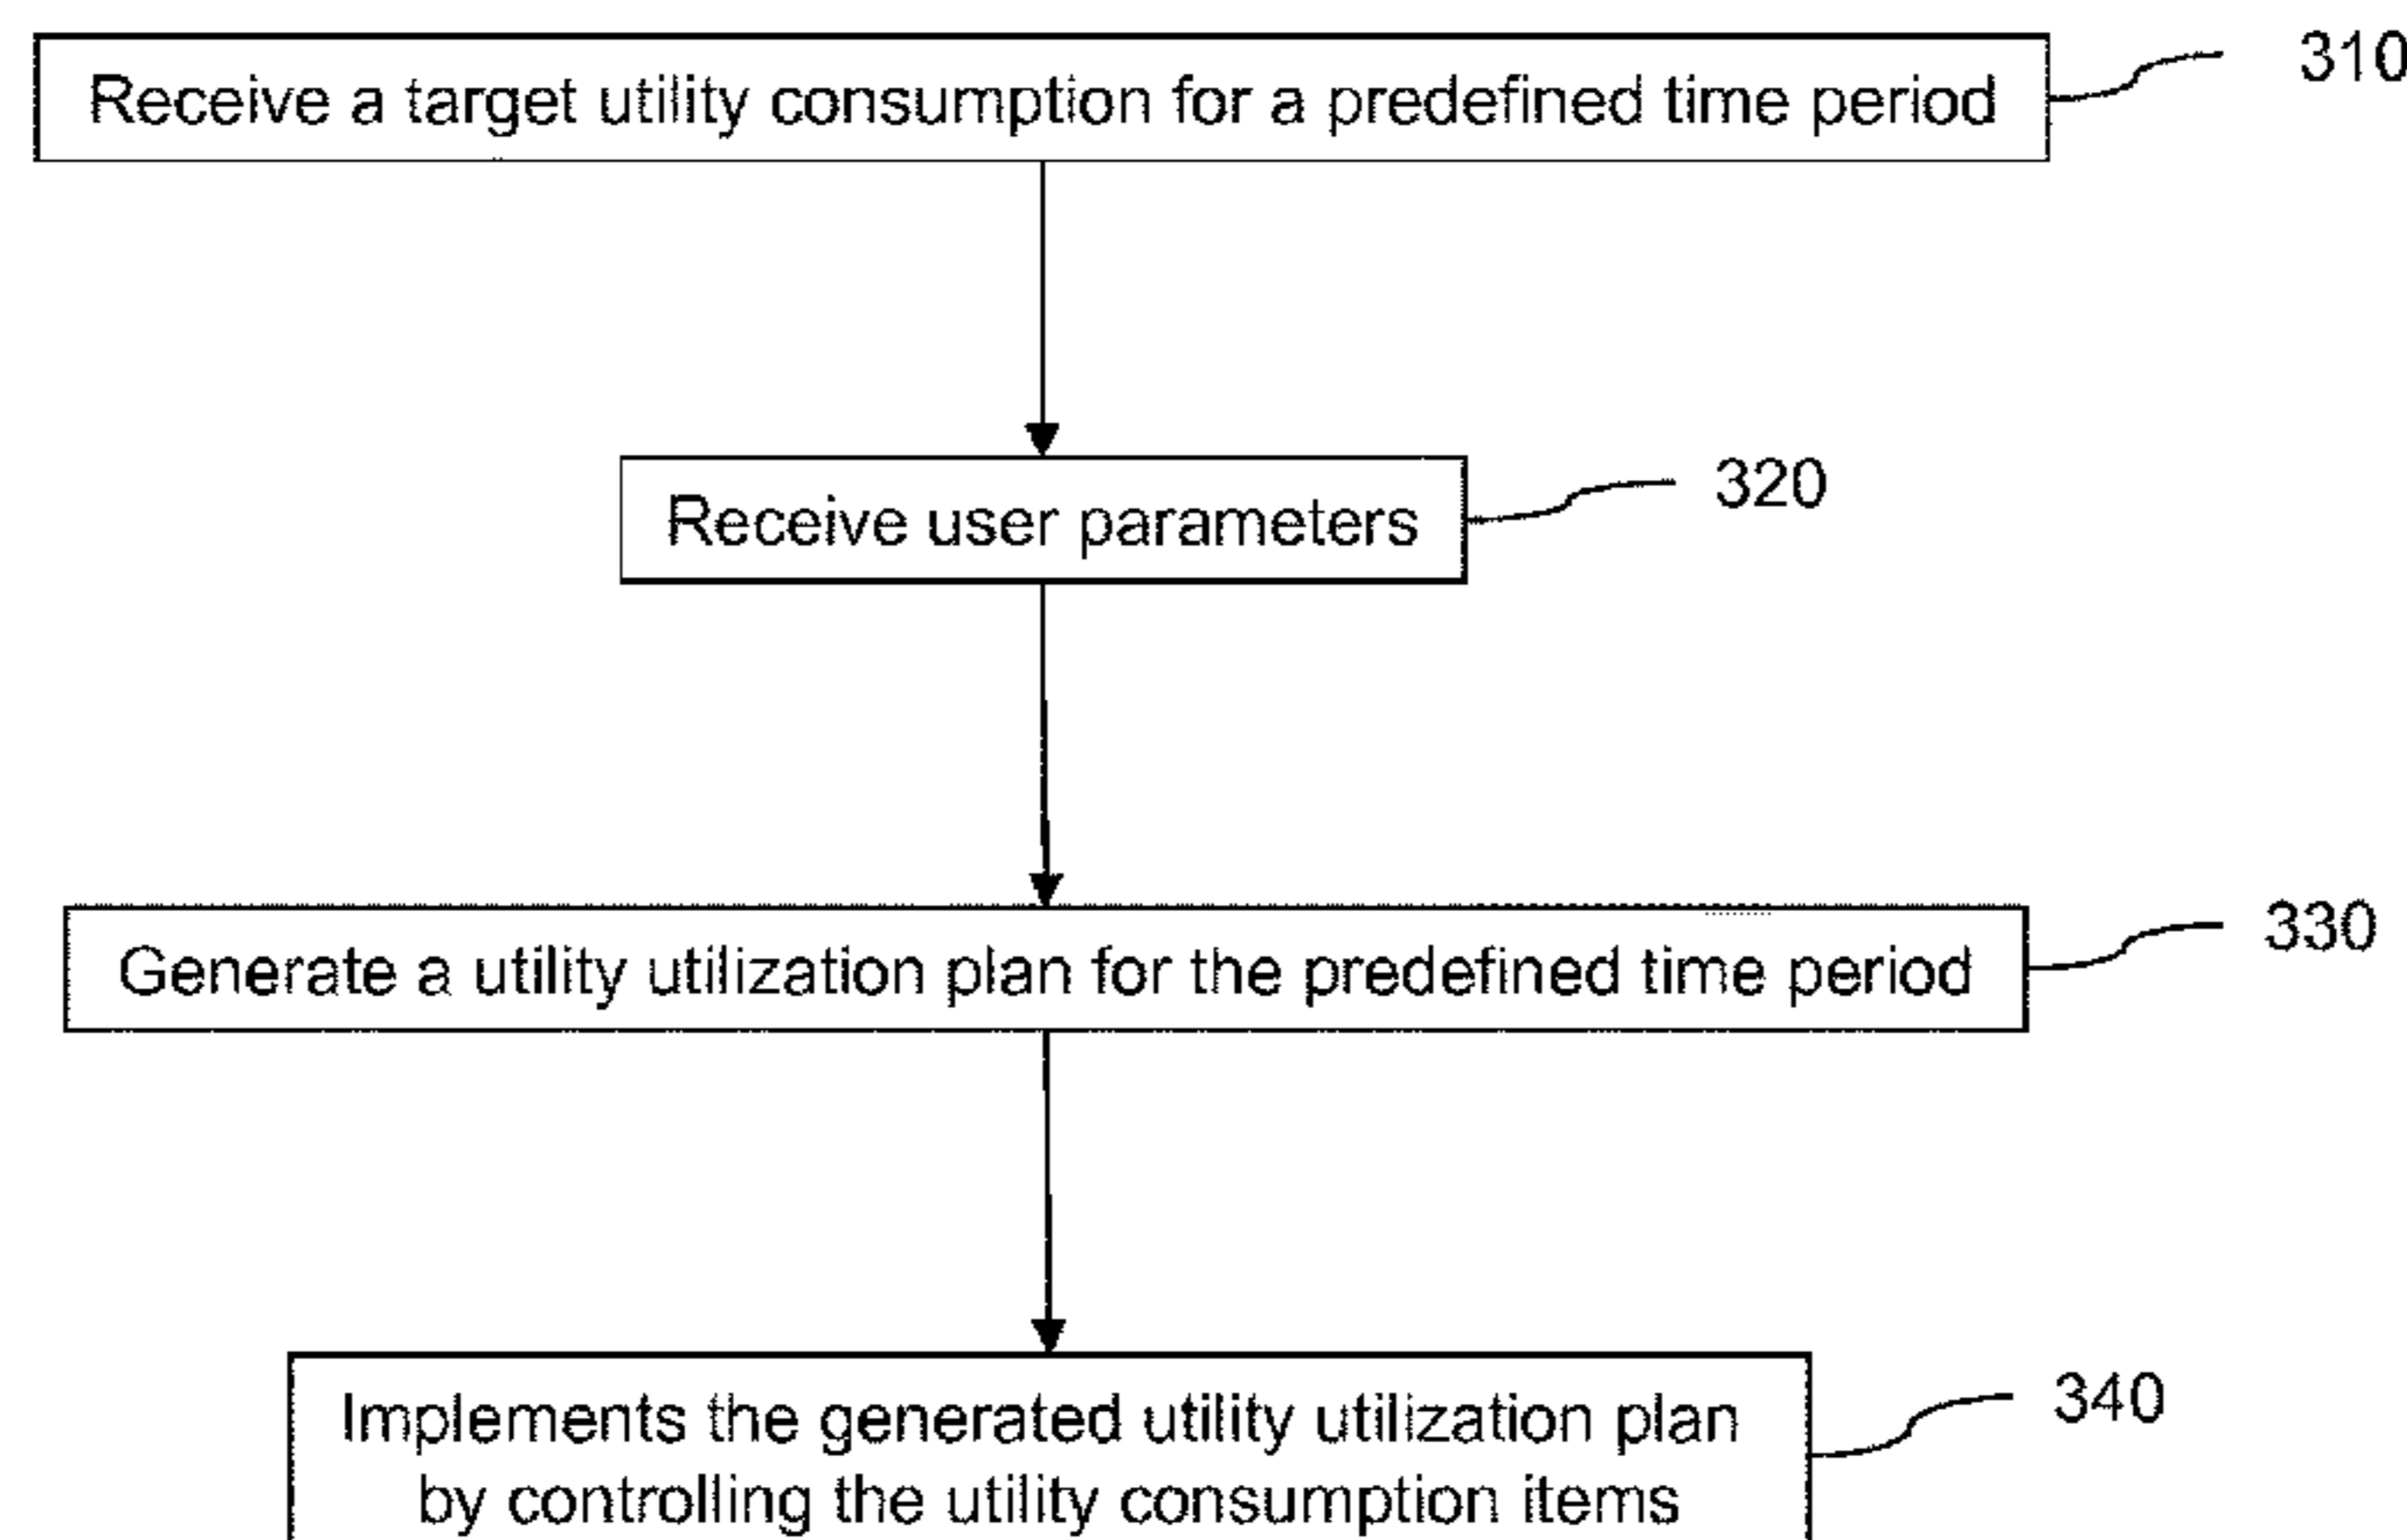 Receive a target utility consumption for a predefined time period
310
Receive user parameters
320
Generate a utility utilization plan for the predefined time period
330
Implements the generated utility utilization plan
by controlling the utility consumption items
340